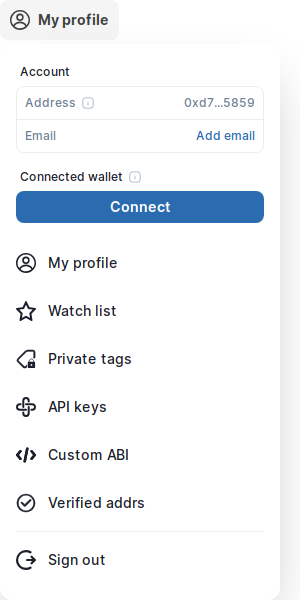 My profile
Account
Address 0xd7...5859
Email Add email
Connected wallet
Connect
My profile
Watch list
Private tags
API keys
Custom ABI
Verified addrs
Sign out